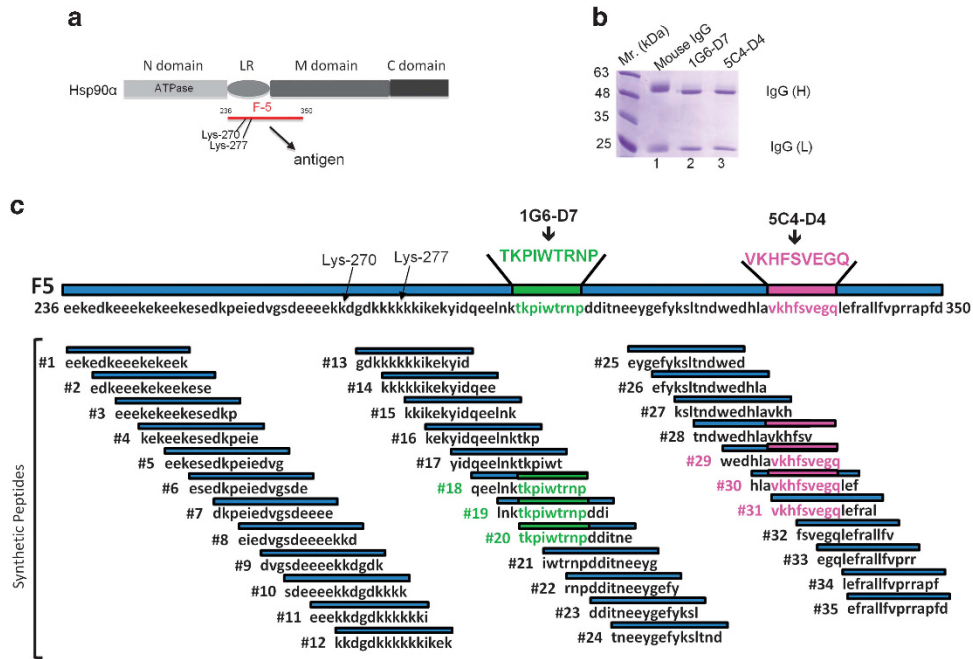 a
N domain LR M domain C domain
Hsp90α ATPase
236 F-5 350
Lys-270
Lys-277
antigen
b
Mr. (kDa) Mouse IgG 1G6-D7 5C4-D4
63
48 IgG (H)
35
25 IgG (L)
1 2 3
c
1G6-D7 5C4-D4
TKPIWTRNP VKHFSVEGQ
Lys-270 Lys-277
F5
236 eekedkeeekekeekesedkpeiedvgsdeeeekkdgdkkkkkkikekyidqeelnktkpiwtrnpdditneeygefyksltndwedhlavkhfsvegqlefrallfvprrapfd 350
Synthetic Peptides
#1 eekedkeeekekeek
#2 edkeeekekeekese
#3 eeekekeekesedkp
#4 kekeekesedkpeie
#5 eekesedkpeiedvg
#6 esedkpeiedvgsde
#7 dkpeiedvgsdeeee
#8 eiedvgsdeeeekkd
#9 dvgsdeeeekkdgdk
#10 sdeeeekkdgdkkkk
#11 eeekkdgdkkkkkki
#12 kkdgdkkkkkkikek
#13 gdkkkkkkikekyid
#14 kkkkkikekyidqee
#15 kkikekyidqeelnk
#16 kekyidqeelnktkp
#17 yidqeelnktkpiwt
#18 qeelnktkpiwtrnp
#19 lnktkpiwtrnpddi
#20 tkpiwtrnpdditne
#21 iwtrnpdditneeyg
#22 rnpdditneeygefy
#23 dditneeygefyksl
#24 tneeygefyksltnd
#25 eygefyksltndwed
#26 efyksltndwedhla
#27 ksltndwedhlavkh
#28 tndwedhlavkhfsv
#29 wedhlavkhfsvegq
#30 hlavkhfsvegqlef
#31 vkhfsvegqlefral
#32 fsvegqlefrallfv
#33 egqlefrallfvprr
#34 lefrallfvprrapf
#35 efrallfvprrapfd